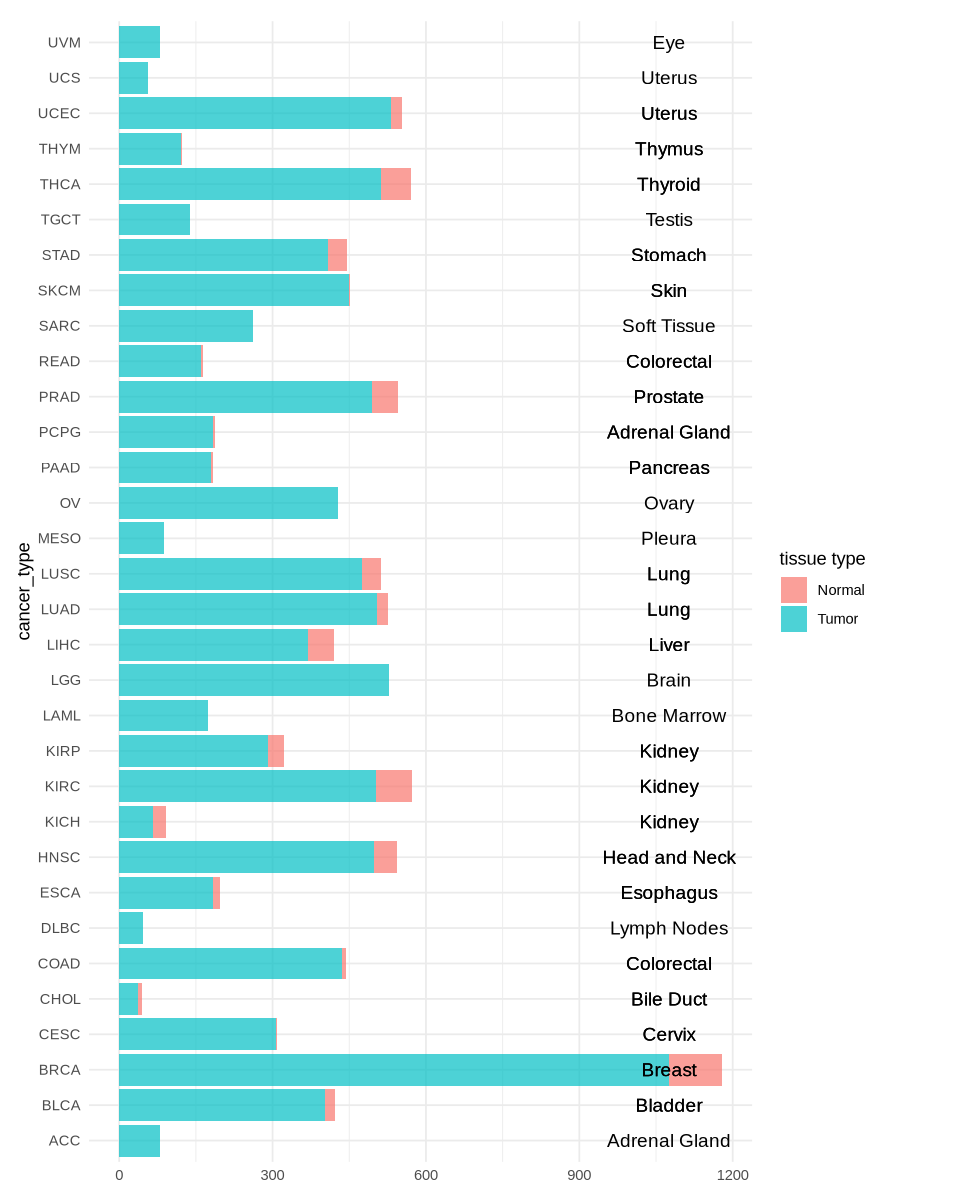 UVM Eye
UCS Uterus
UCEC Uterus
THYM Thymus
THCA Thyroid
TGCT Testis
STAD Stomach
SKCM Skin
SARC Soft Tissue
READ Colorectal
PRAD Prostate
PCPG Adrenal Gland
PAAD Pancreas
OV Ovary
MESO Pleura
LUSC Lung
LUAD Lung
LIHC Liver
LGG Brain
LAML Bone Marrow
KIRP Kidney
KIRC Kidney
KICH Kidney
HNSC Head and Neck
ESCA Esophagus
DLBC Lymph Nodes
COAD Colorectal
CHOL Bile Duct
CESC Cervix
BRCA Breast
BLCA Bladder
ACC Adrenal Gland
0 300 600 900 1200
cancer_type
tissue type
Normal
Tumor